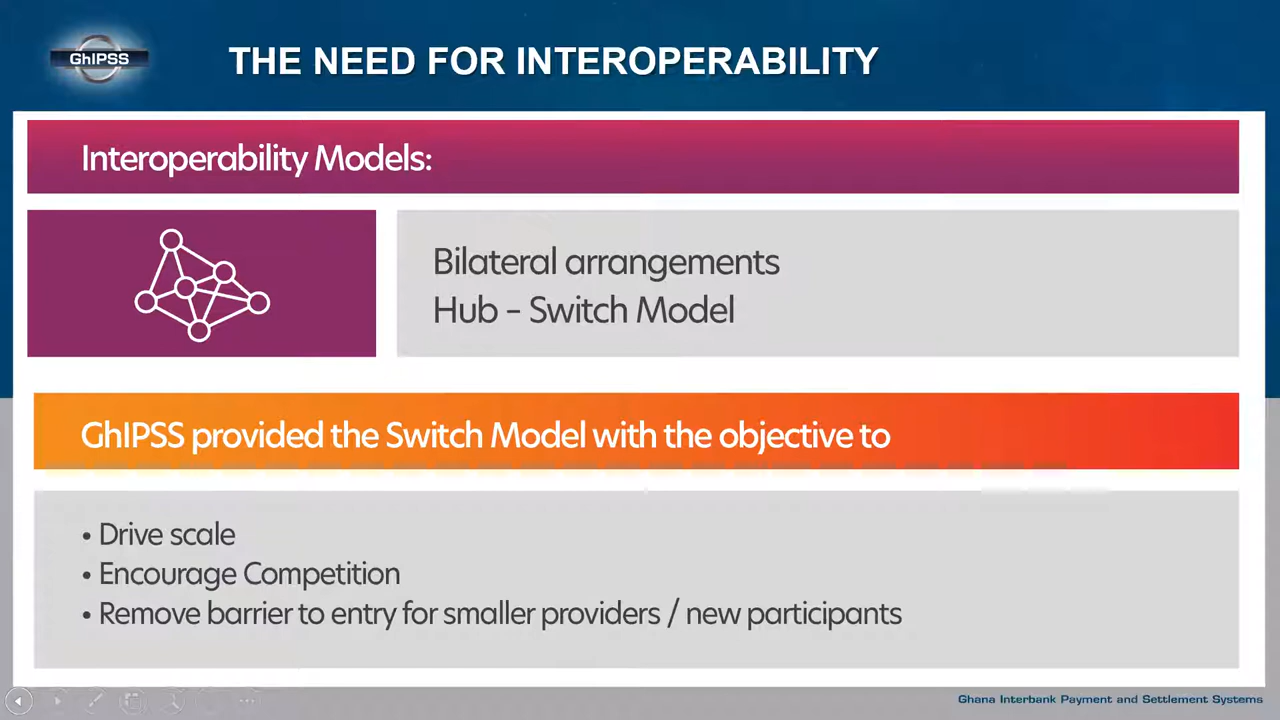 GhIPSS
THE NEED FOR INTEROPERABILITY
Interoperability Models:
Bilateral arrangements
Hub – Switch Model
GhIPSS provided the Switch Model with the objective to
• Drive scale
• Encourage Competition
• Remove barrier to entry for smaller providers / new participants
Ghana Interbank Payment and Settlement Systems